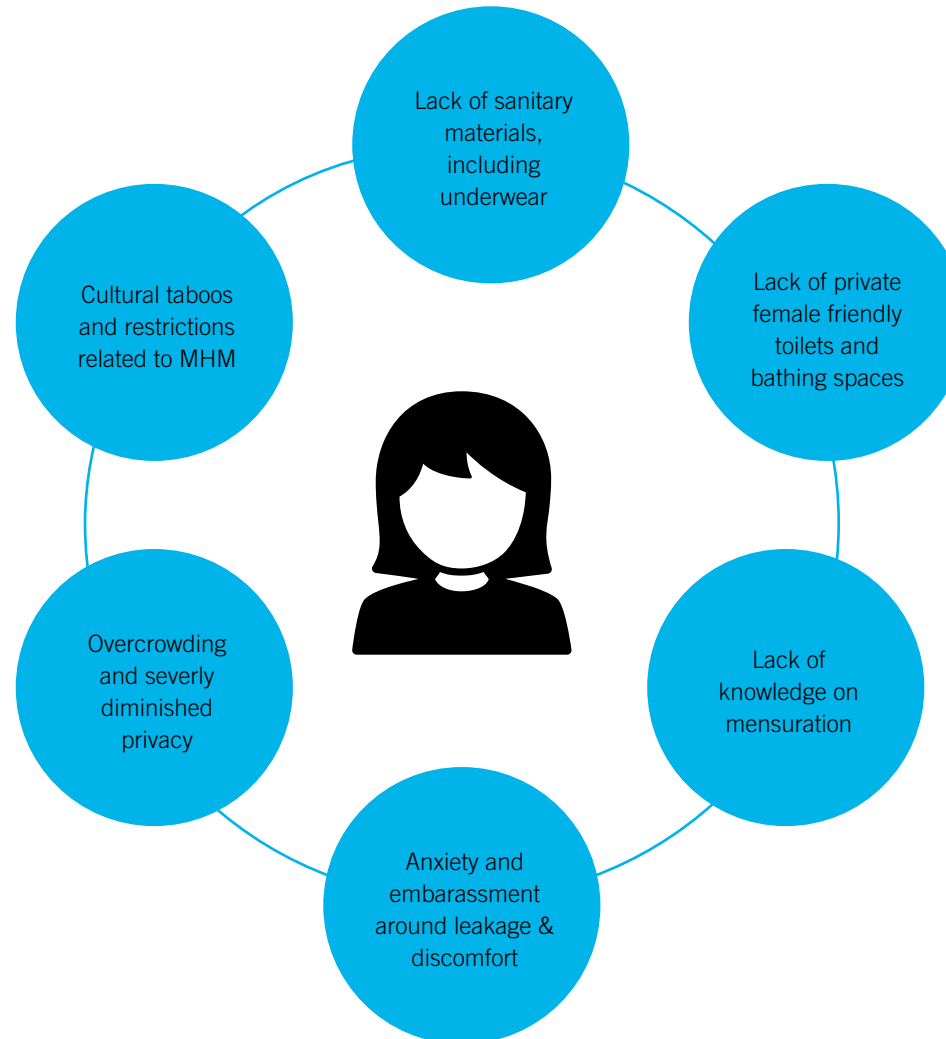 Lack of sanitary
materials,
including
underwear
Lack of private
female friendly
toilets and
bathing spaces
Lack of
knowledge on
mensuration
Anxiety and
embarassment
around leakage &
discomfort
Overcrowding
and severly
diminished
privacy
Cultural taboos
and restrictions
related to MHM